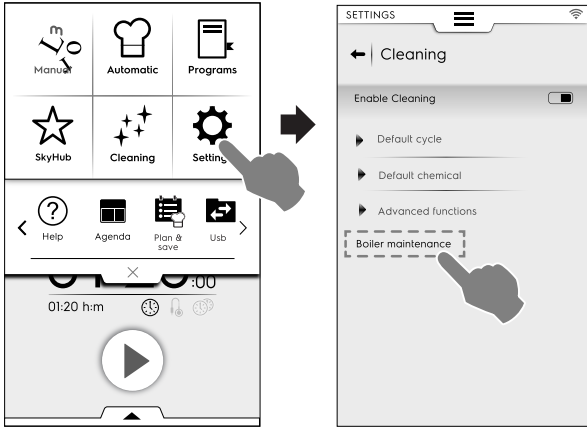 Manual
Automatic
Programs
SkyHub
Cleaning
Help
Agenda
Plan &
save
Usb
:00
01:20 h:m
SETTINGS
Cleaning
Enable Cleaning
Default cycle
Default chemical
Advanced functions
Boiler maintenance